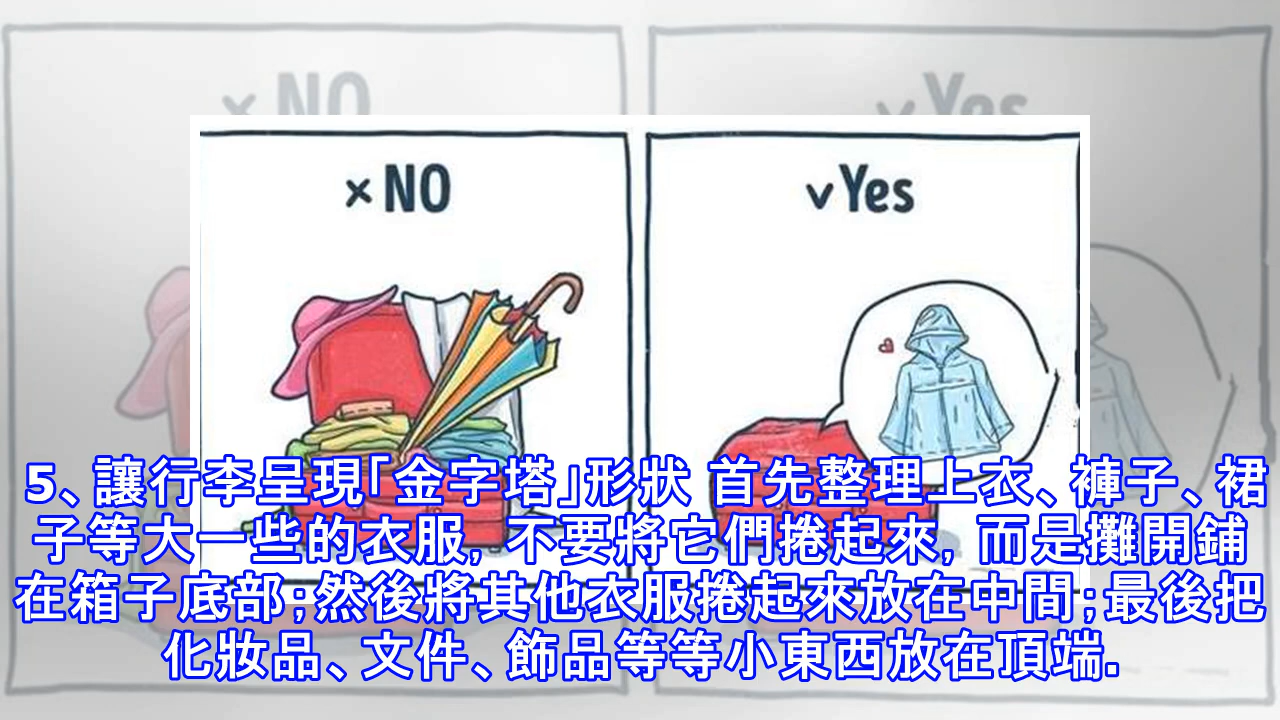 × NO
v Yes
× NO
v Yes
5、讓行李呈現「金字塔」形狀 首先整理上衣、褲子、裙
子等大一些的衣服, 不要將它們捲起來, 而是攤開鋪
在箱子底部;然後將其他衣服捲起來放在中間;最後把
化妝品、文件、飾品等等小東西放在頂端.